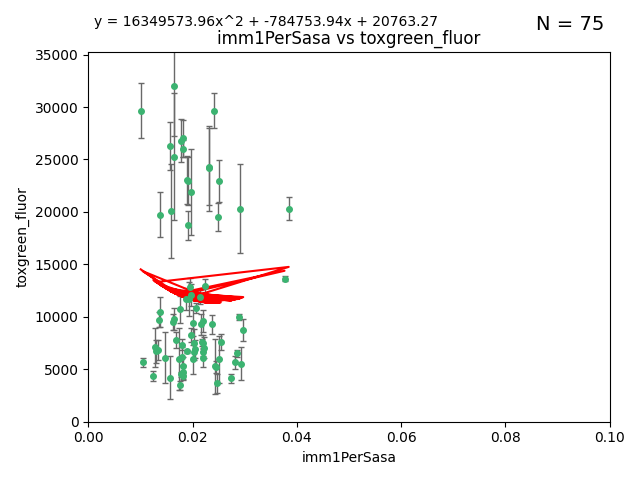 y = 16349573.96x^2 + -784753.94x + 20763.27
N = 75
imm1PerSasa vs toxgreen_fluor
35000
30000
25000
20000
15000
10000
5000
0
toxgreen_fluor
0.00 0.02 0.04 0.06 0.08 0.10
imm1PerSasa